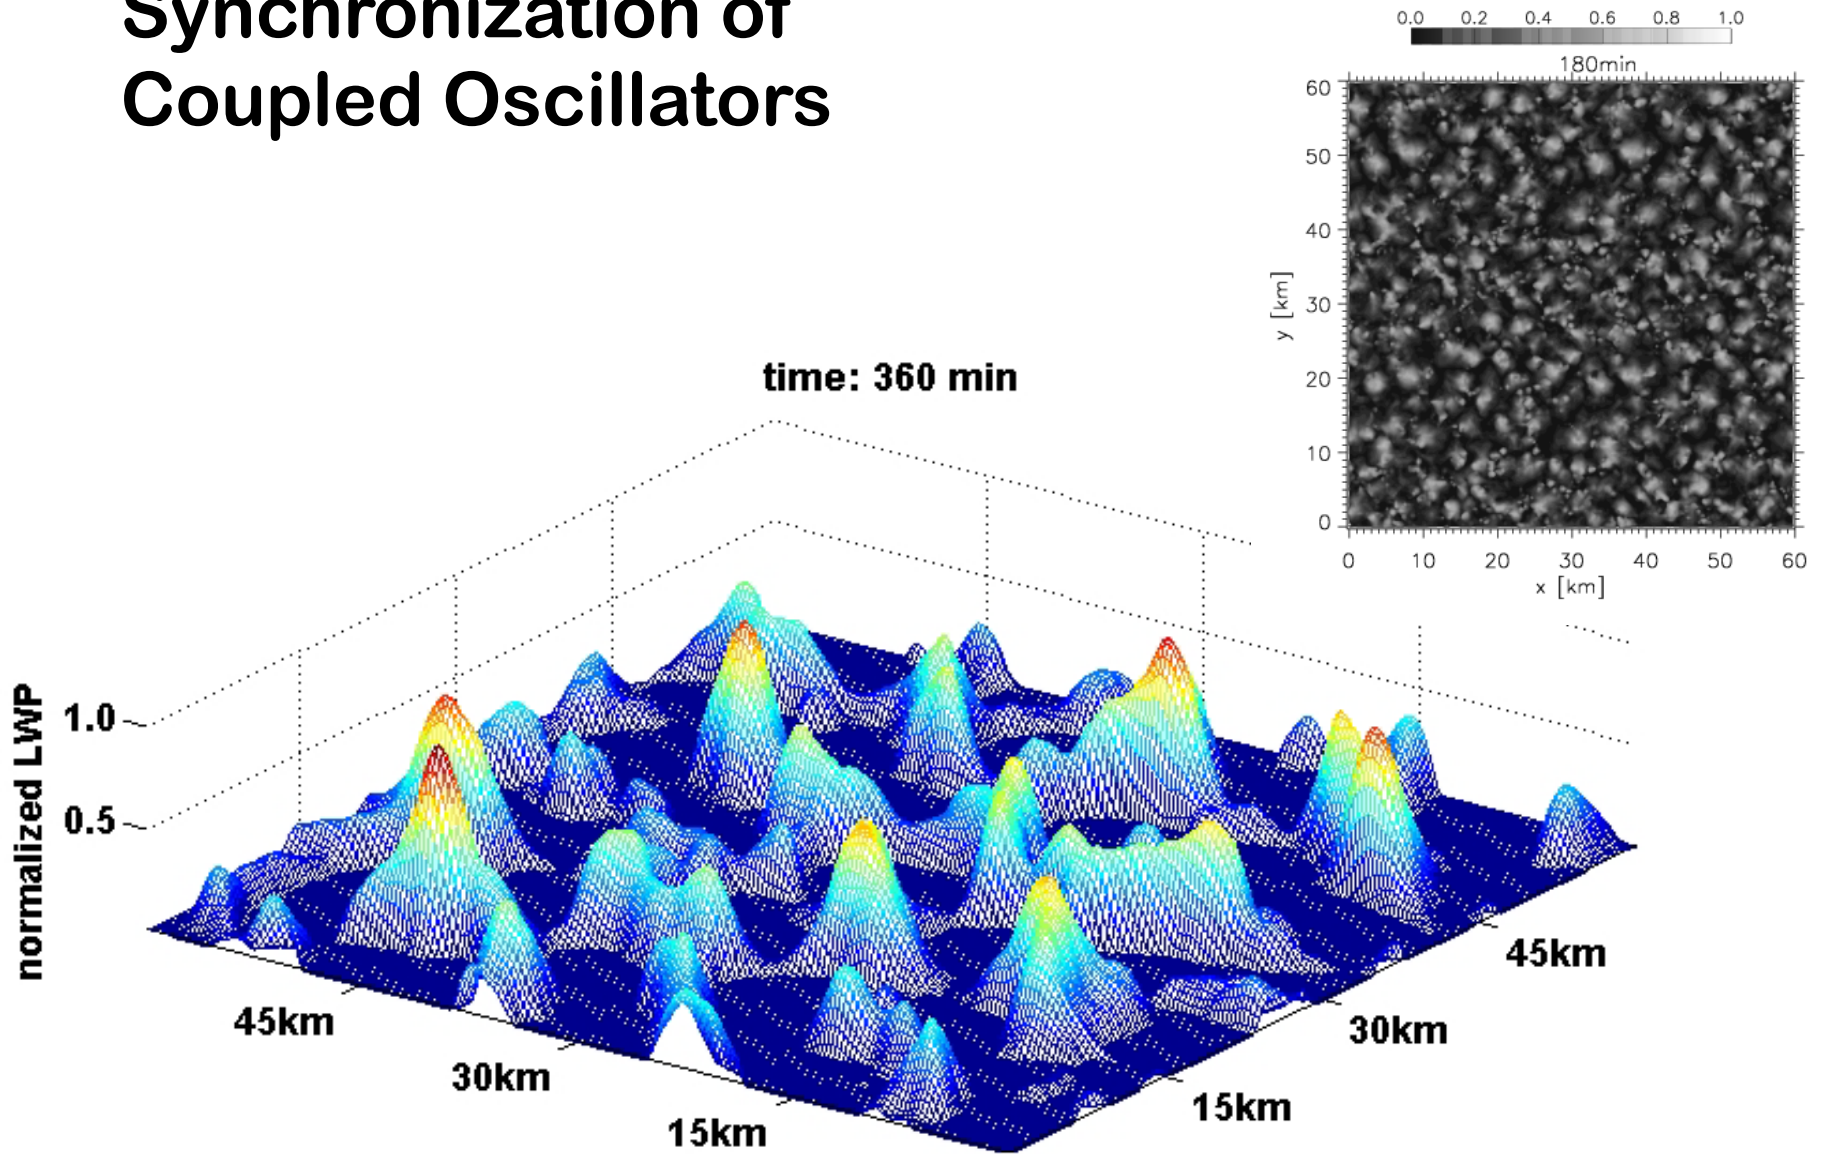 Synchronization of
Coupled Oscillators
0.0 0.2 0.4 0.6 0.8 1.0
180min
60
50
40
30
20
10
0
y [km]
0 10 20 30 40 50 60
x [km]
time: 360 min
normalized LWP
1.0
0.5
45km
30km
15km
45km
30km
15km